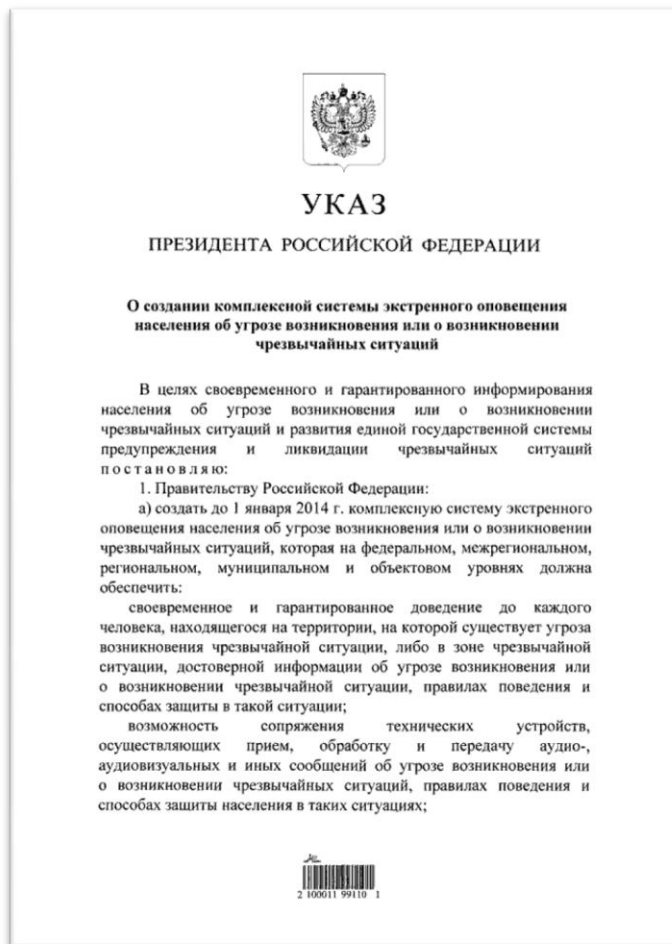 УКАЗ
ПРЕЗИДЕНТА РОССИЙСКОЙ ФЕДЕРАЦИИ
О создании комплексной системы экстренного оповещения
населения об угрозе возникновения или о возникновении
чрезвычайных ситуаций
В целях своевременного и гарантированного информирования
населения об угрозе возникновения или о возникновении
чрезвычайных ситуаций и развития единой государственной системы
предупреждения и ликвидации чрезвычайных ситуаций
постановляю:
1. Правительству Российской Федерации:
а) создать до 1 января 2014 г. комплексную систему экстренного
оповещения населения об угрозе возникновения или о возникновении
чрезвычайных ситуаций, которая на федеральном, межрегиональном,
региональном, муниципальном и объектовом уровнях должна
обеспечить:
своевременное и гарантированное доведение до каждого
человека, находящегося на территории, на которой существует угроза
возникновения чрезвычайной ситуации, либо в зоне чрезвычайной
ситуации, достоверной информации об угрозе возникновения или
о возникновении чрезвычайной ситуации, правилах поведения и
способах защиты в такой ситуации;
возможность сопряжения технических устройств,
осуществляющих прием, обработку и передачу аудио-,
аудиовизуальных и иных сообщений об угрозе возникновения или
о возникновении чрезвычайных ситуаций, правилах поведения и
способах защиты населения в таких ситуациях;
2 100011 99110 1